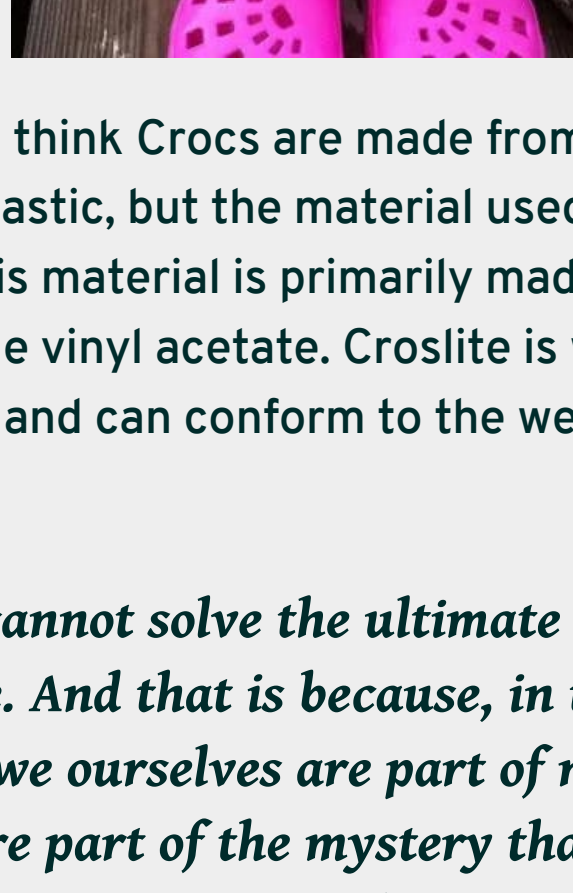 think Crocs are made from
astic, but the material used
is material is primarily mad
e vinyl acetate. Croslite is
and can conform to the we
cannot solve the ultimate
. And that is because, in
we ourselves are part of
re part of the mystery tha